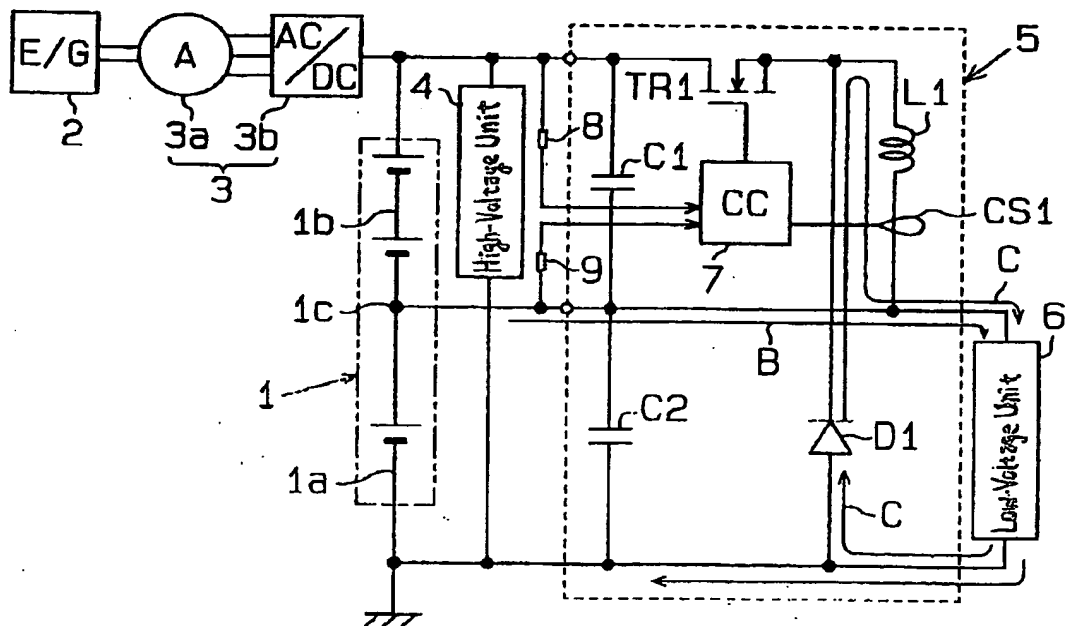 E/G
A
AC/DC
2
3a
3b
3
4
High-Voltage Unit
8
TR1
5
L1
C1
CC
CS1
1b
9
7
C
1c
B
6
1
C2
D1
Low-Voltage Unit
1a
C